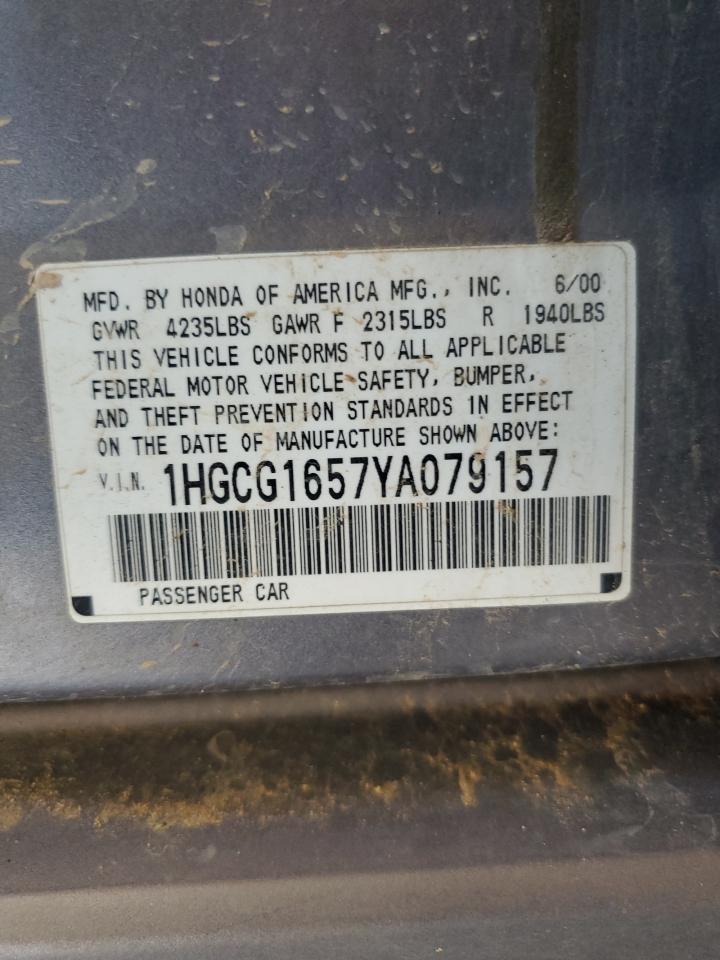 MFD. BY HONDA OF AMERICA MFG., INC. 6/00
GVWR 4235LBS GAWR F 2315LBS R 1940LBS
THIS VEHICLE CONFORMS TO ALL APPLICABLE
FEDERAL MOTOR VEHICLE SAFETY, BUMPER,
AND THEFT PREVENTION STANDARDS IN EFFECT
ON THE DATE OF MANUFACTURE SHOWN ABOVE:
V.I.N. 1HGCG1657YA079157
PASSENGER CAR